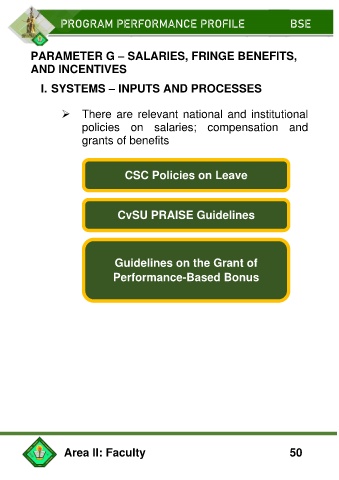 PROGRAM PERFORMANCE PROFILE BSE
PARAMETER G – SALARIES, FRINGE BENEFITS,
AND INCENTIVES
I. SYSTEMS – INPUTS AND PROCESSES
➢ There are relevant national and institutional
policies on salaries; compensation and
grants of benefits
CSC Policies on Leave
CvSU PRAISE Guidelines
Guidelines on the Grant of
Performance-Based Bonus
Area II: Faculty 50